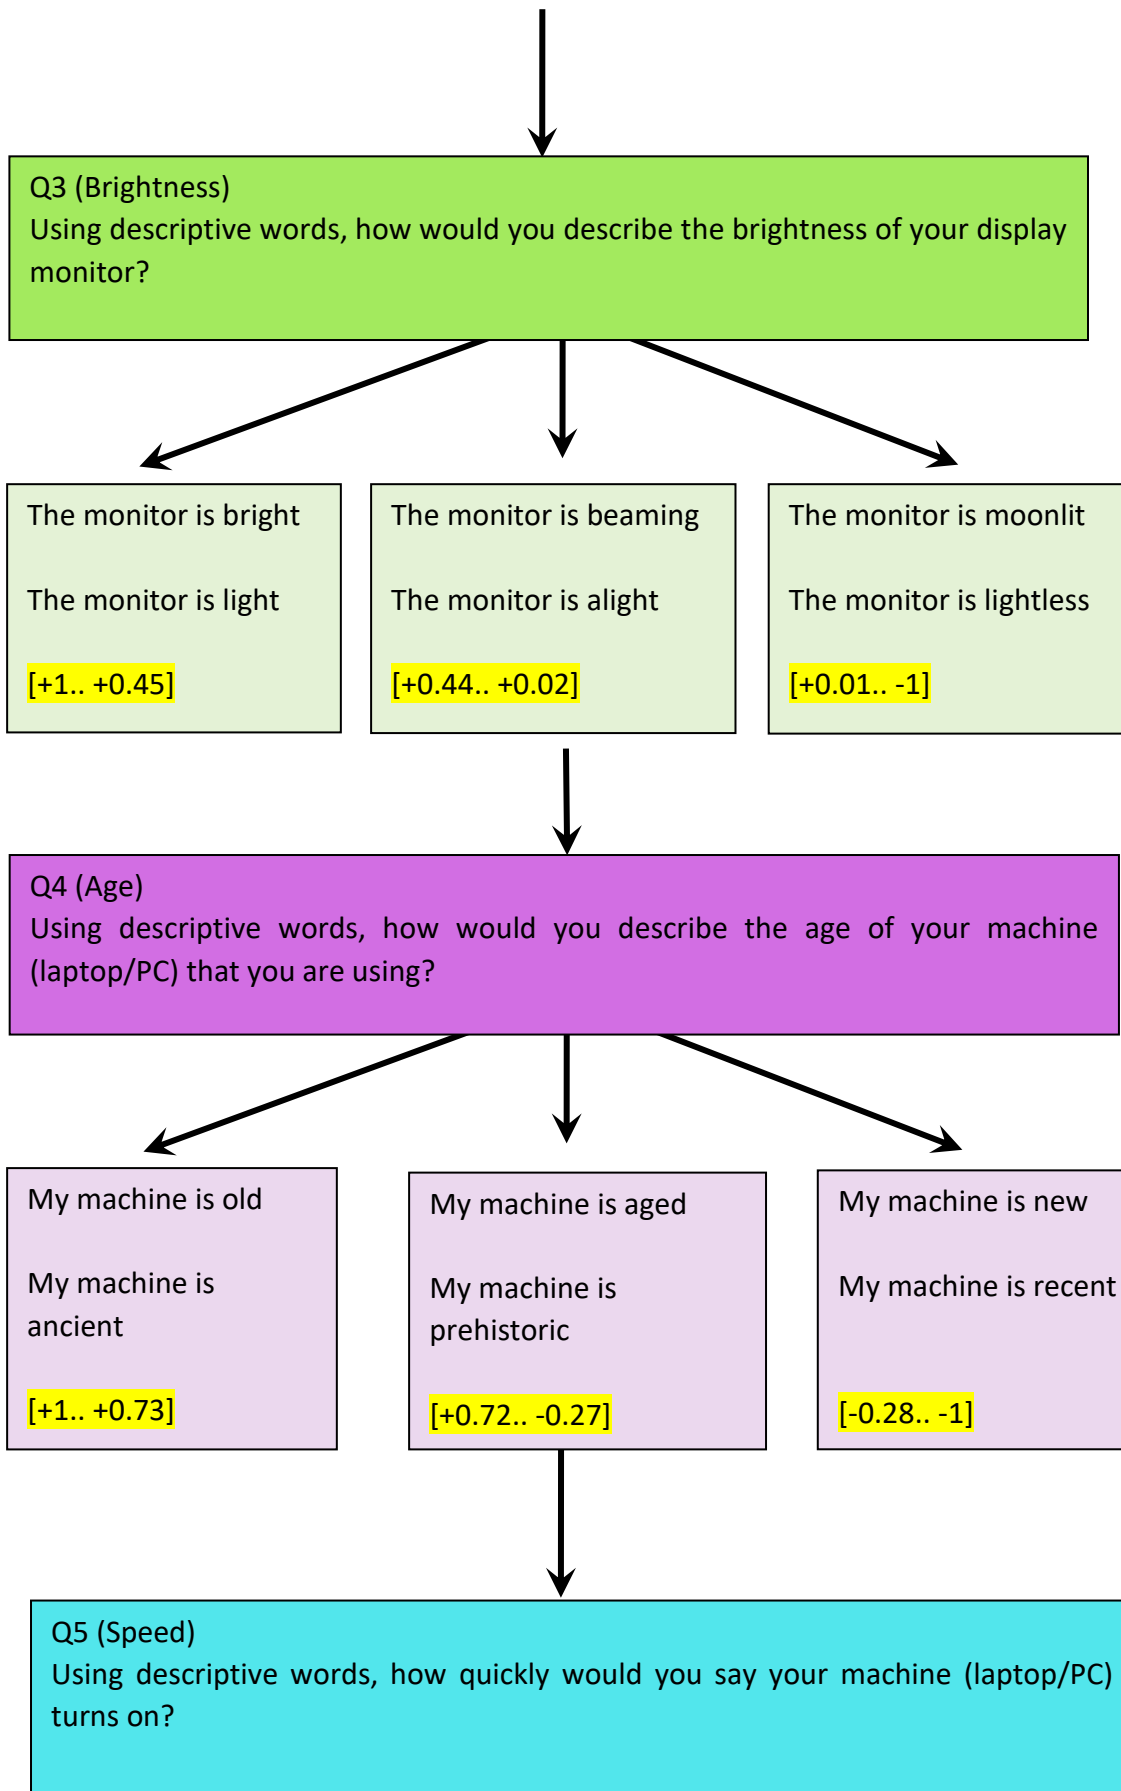 Q3 (Brightness)
Using descriptive words, how would you describe the brightness of your display
monitor?
The monitor is bright
The monitor is light
[+1.. +0.45]
The monitor is beaming
The monitor is alight
[+0.44.. +0.02]
The monitor is moonlit
The monitor is lightless
[+0.01.. -1]
Q4 (Age)
Using descriptive words, how would you describe the age of your machine
(laptop/PC) that you are using?
My machine is old
My machine is
ancient
[+1.. +0.73]
My machine is aged
My machine is
prehistoric
[+0.72.. -0.27]
My machine is new
My machine is recent
[-0.28.. -1]
Q5 (Speed)
Using descriptive words, how quickly would you say your machine (laptop/PC)
turns on?